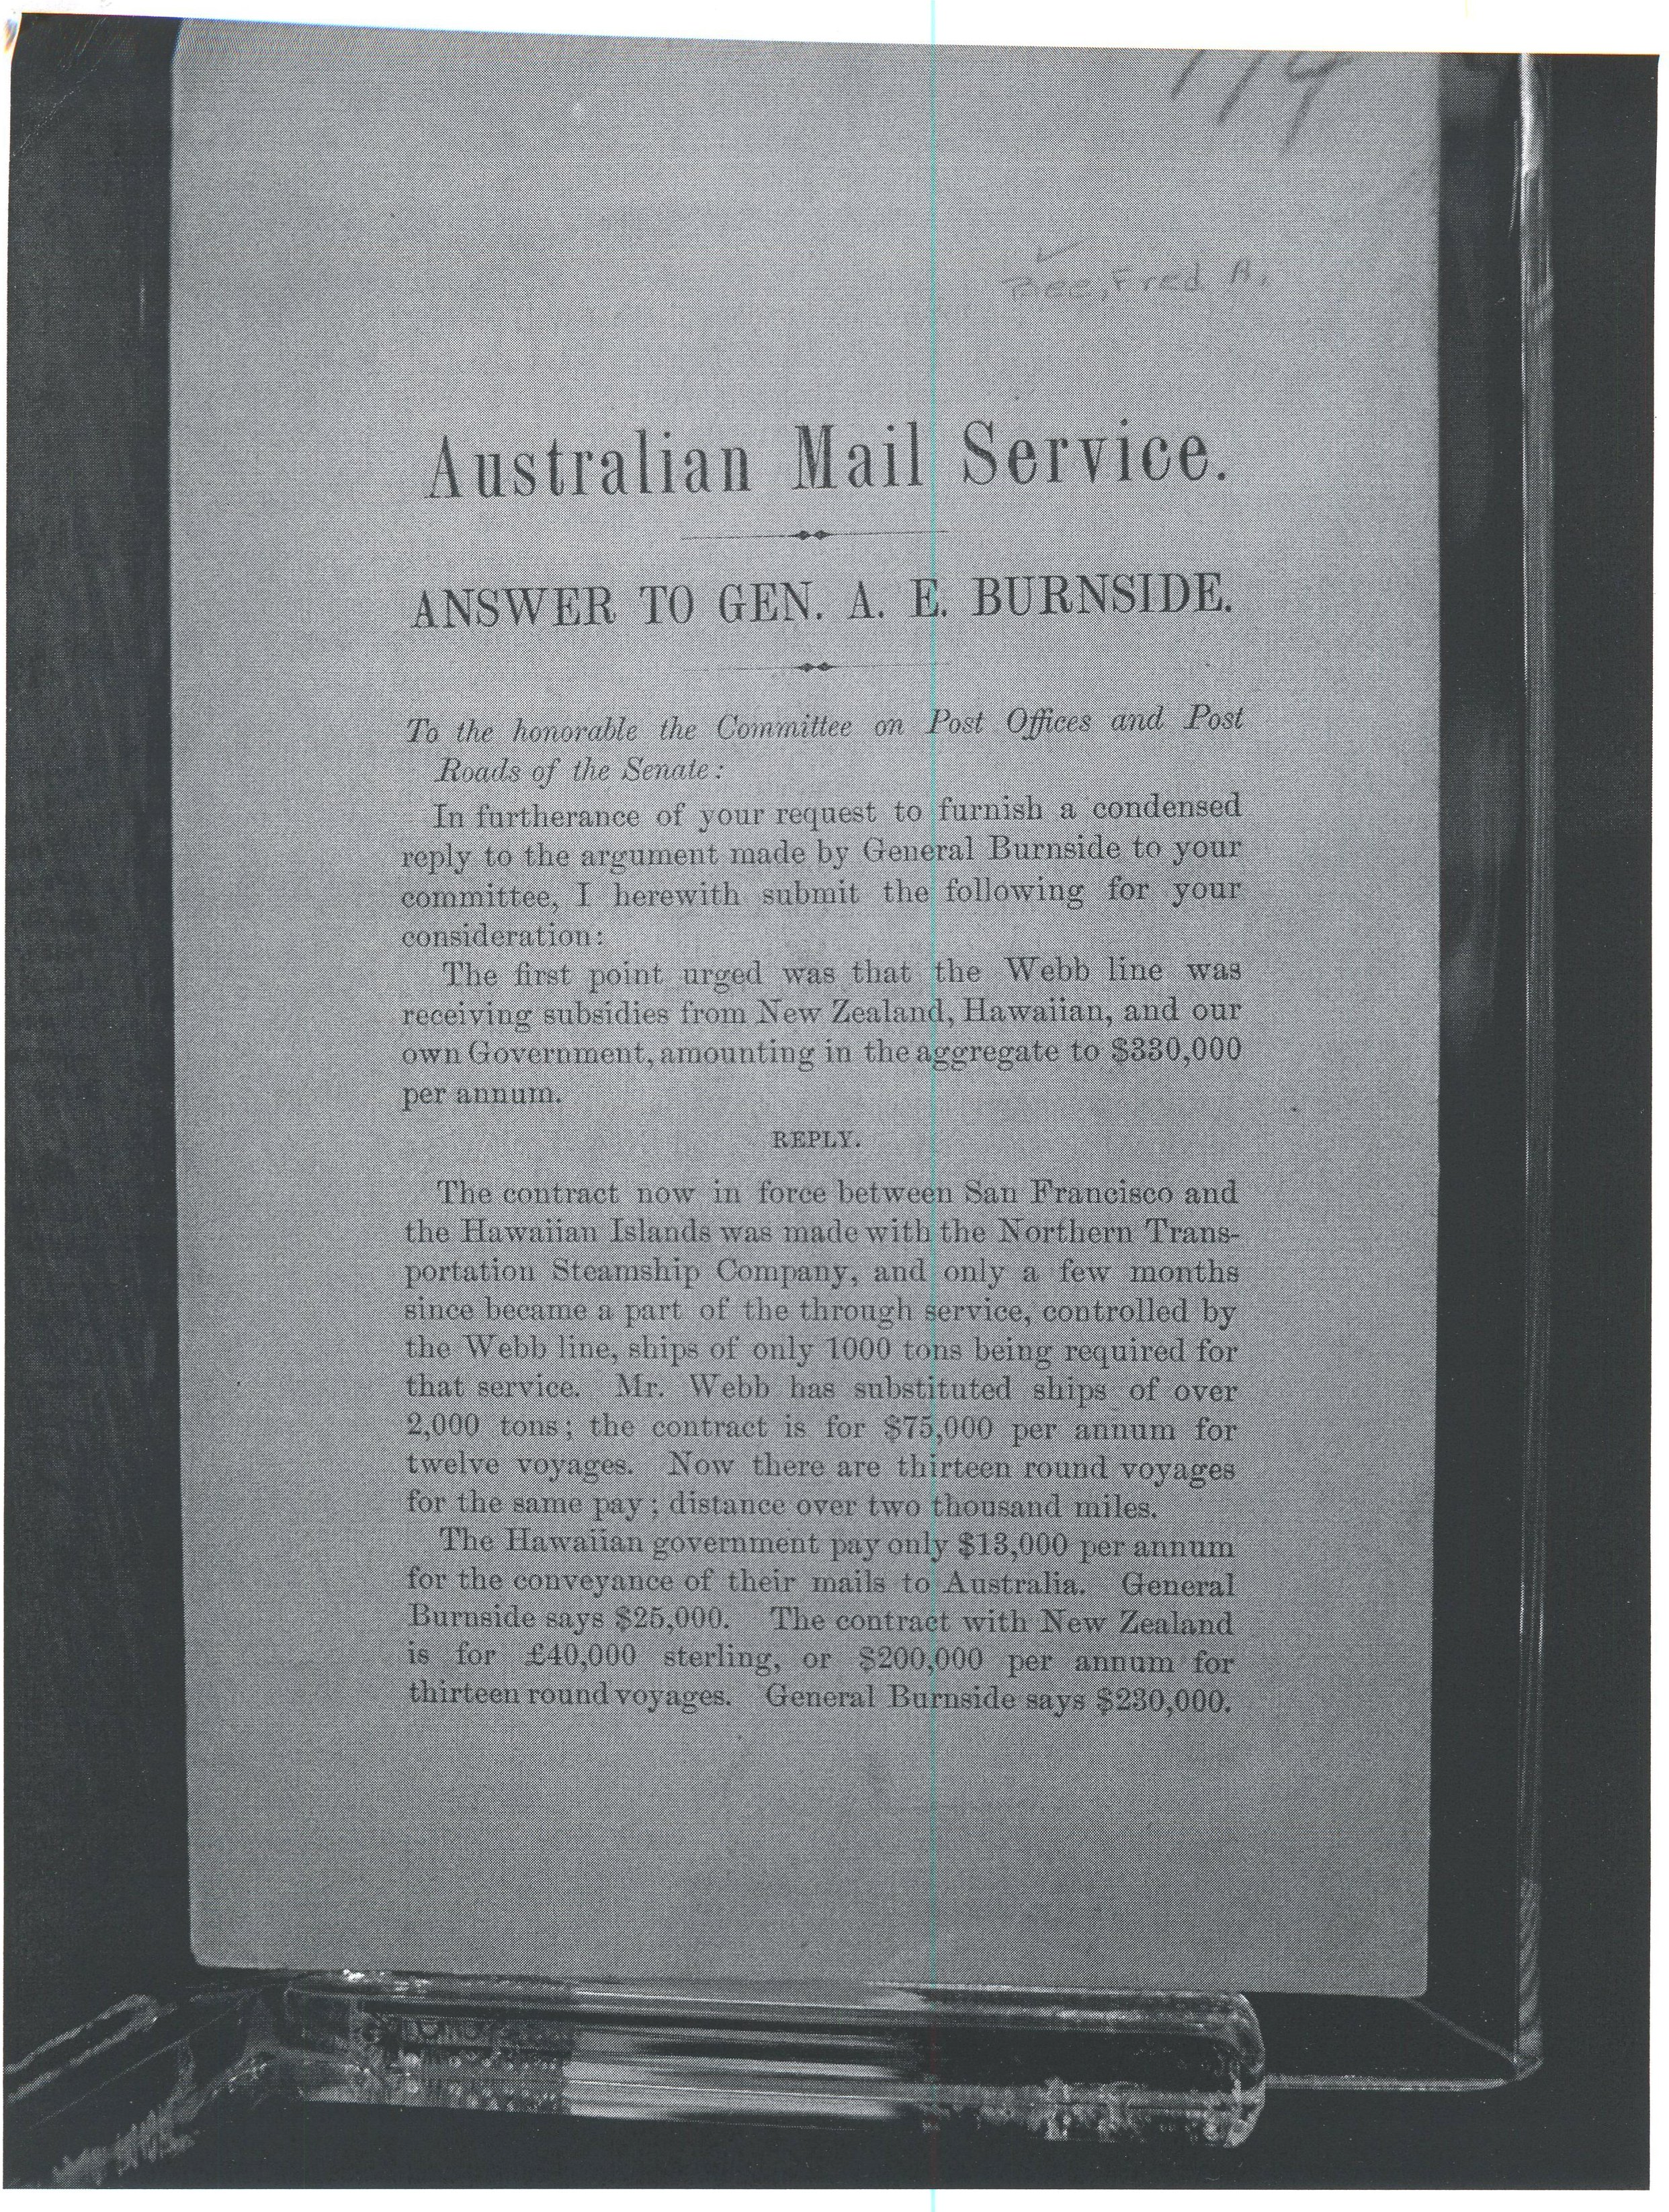 Bee, Fred A.
Australian Mail Service.
ANSWER TO GEN. A. E. BURNSIDE.
To the honorable the Committee on Post Offices and Post
Roads of the Senate:
In furtherance of your request to furnish a condensed
reply to the argument made by General Burnside to your
committee, I herewith submit the following for your
consideration:
The first point urged was that the Webb line was
receiving subsidies from New Zealand, Hawaiian, and our
own Government, amounting in the aggregate to $330,000
per annum.
REPLY.
The contract now in force between San Francisco and
the Hawaiian Islands was made with the Northern Trans-
portation Steamship Company, and only a few months
since became a part of the through service, controlled by
the Webb line, ships of only 1000 tons being required for
that service. Mr. Webb has substituted ships of over
2,000 tons; the contract is for $75,000 per annum for
twelve voyages. Now there are thirteen round voyages
for the same pay; distance over two thousand miles.
The Hawaiian government pay only $13,000 per annum
for the conveyance of their mails to Australia. General
Burnside says $25,000. The contract with New Zealand
is for £40,000 sterling, or $200,000 per annum for
thirteen round voyages. General Burnside says $230,000.